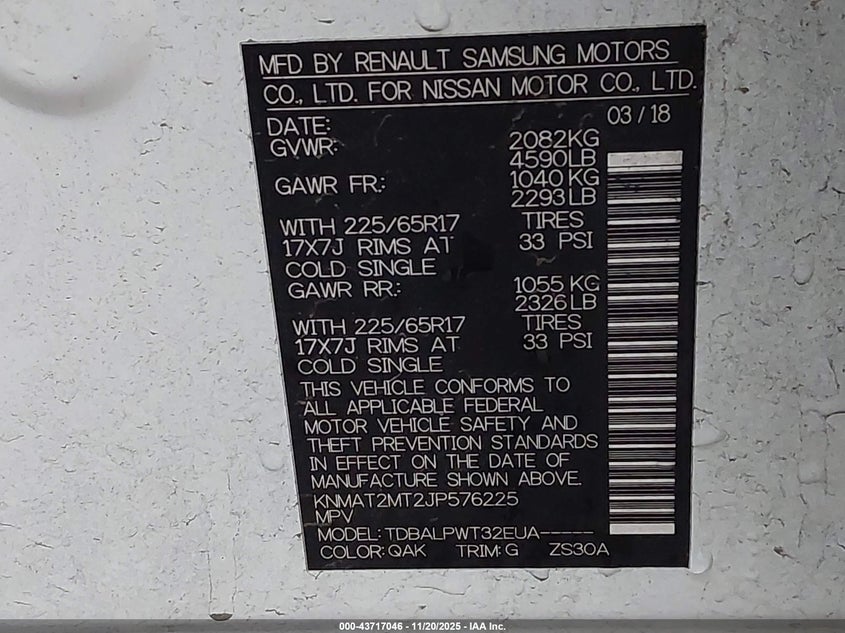 MFD BY RENAULT SAMSUNG MOTORS
CO., LTD. FOR NISSAN MOTOR CO., LTD.
DATE: 03 / 18
GVWR: 2082KG
4590LB
GAWR FR: 1040 KG
2293 LB
WITH 225/65R17 TIRES
17X7J RIMS AT 33 PSI
COLD SINGLE
GAWR RR: 1055 KG
2326 LB
WITH 225/65R17 TIRES
17X7J RIMS AT 33 PSI
COLD SINGLE
THIS VEHICLE CONFORMS TO
ALL APPLICABLE FEDERAL
MOTOR VEHICLE SAFETY AND
THEFT PREVENTION STANDARDS
IN EFFECT ON THE DATE OF
MANUFACTURE SHOWN ABOVE.
KNMAT2MT2JP576225
MPV
MODEL: TDBALPWT32EUA-----
COLOR: QAK TRIM: G ZS30A
000-43717046 - 11/20/2025 - IAA Inc.